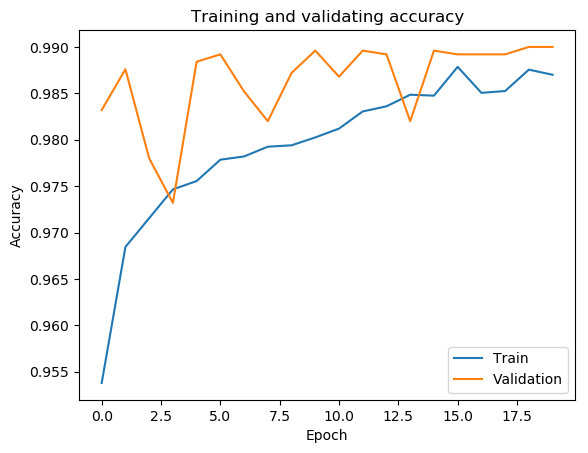 Training and validating accuracy
0.990
0.985
0.980
0.975
0.970
0.965
0.960
0.955
Accuracy
0.0 2.5 5.0 7.5 10.0 12.5 15.0 17.5
Epoch
Train
Validation